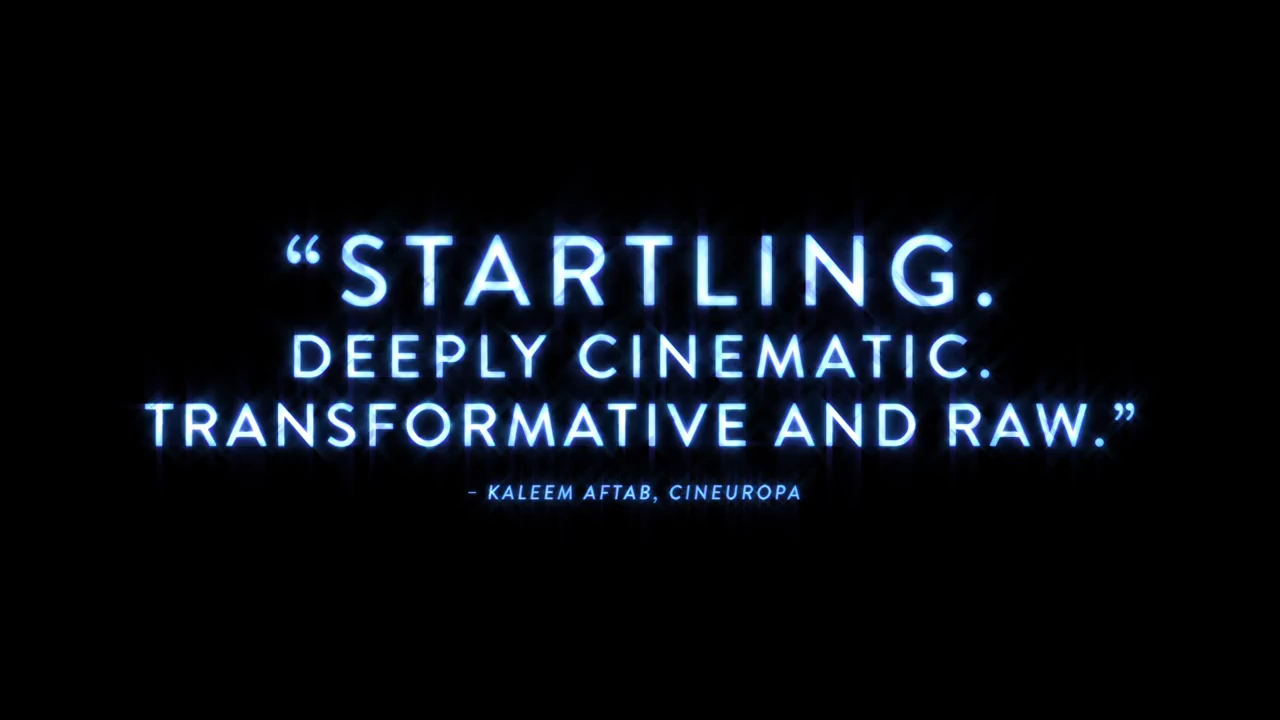 “STARTLING.
DEEPLY CINEMATIC.
TRANSFORMATIVE AND RAW.”
– KALEEM AFTAB, CINEUROPA